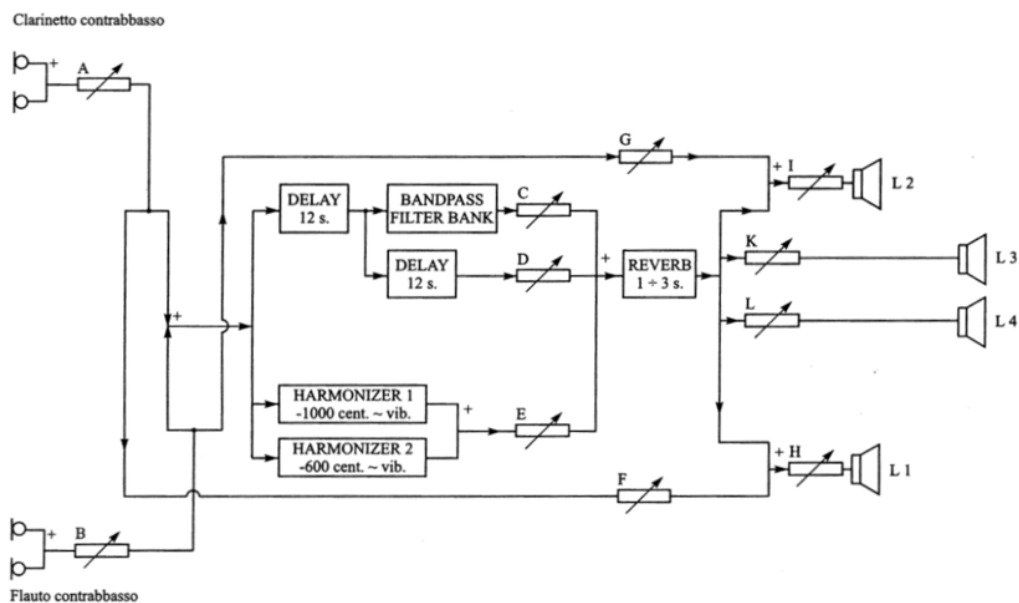 Clarinetto contrabbasso
+
A
G
+ I
L 2
DELAY
12 s.
BANDPASS
FILTER BANK
C
K
L 3
DELAY
12 s.
D
+
REVERB
1 ÷ 3 s.
L
L 4
+
HARMONIZER 1
-1000 cent. ~ vib.
+
E
HARMONIZER 2
-600 cent. ~ vib.
+ H
L 1
F
+
B
Flauto contrabbasso